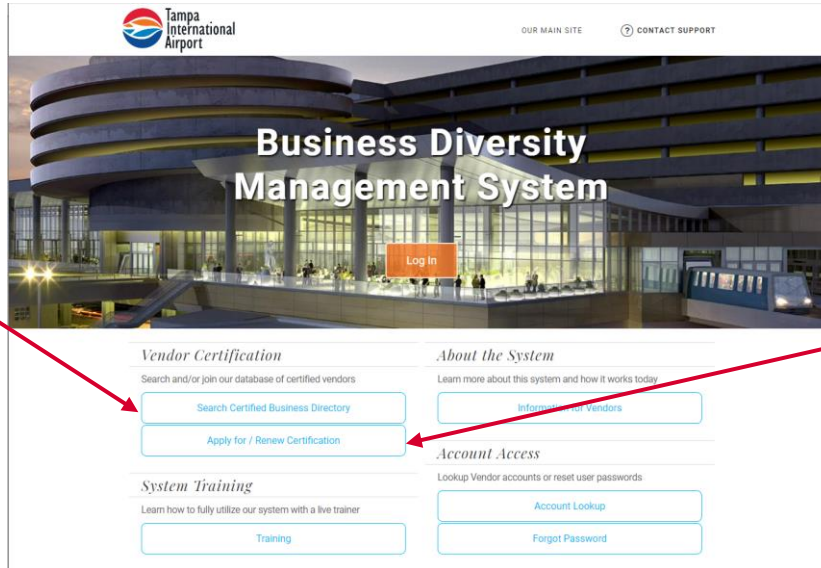 Tampa
International
Airport
OUR MAIN SITE
? CONTACT SUPPORT
Business Diversity
Management System
Log In
Vendor Certification
Search and/or join our database of certified vendors
Search Certified Business Directory
Apply for / Renew Certification
System Training
Learn how to fully utilize our system with a live trainer
Training
About the System
Learn more about this system and how it works today
Information for Vendors
Account Access
Lookup Vendor accounts or reset user passwords
Account Lookup
Forgot Password